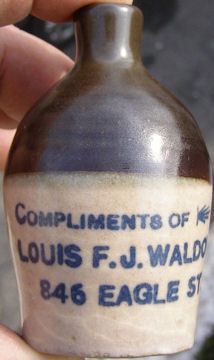 COMPLIMENTS OF
LOUIS F. J. WALDO
846 EAGLE ST